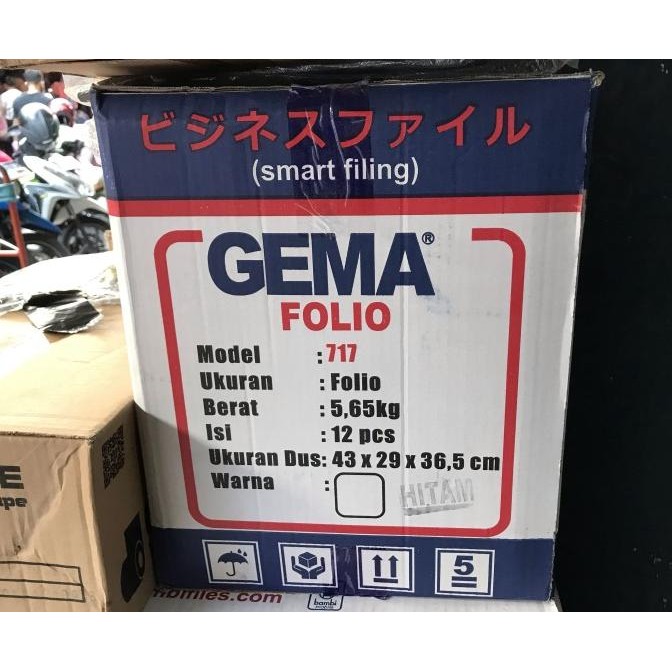 ビジネスファイル
(smart filing)
GEMA®
FOLIO
Model : 717
Ukuran : Folio
Berat : 5,65kg
Isi : 12 pcs
Ukuran Dus: 43 x 29 x 36,5 cm
Warna :
HITAM
5
bambi